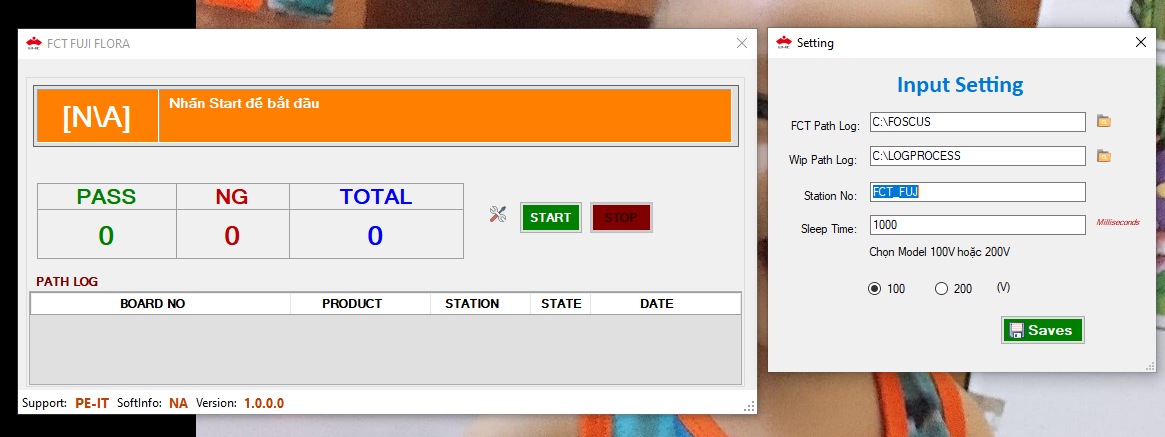 FCT FUJI FLORA
[N\A]
Nhấn Start để bắt đầu
PASS NG TOTAL
0 0 0
START STOP
PATH LOG
BOARD NO PRODUCT STATION STATE DATE
Support: PE-IT SoftInfo: NA Version: 1.0.0.0
Setting
Input Setting
FCT Path Log: C:\FOSCUS
Wip Path Log: C:\LOGPROCESS
Station No: FCT_FUJ
Sleep Time: 1000 Milliseconds
Chọn Model 100V hoặc 200V
100 200 (V)
Saves